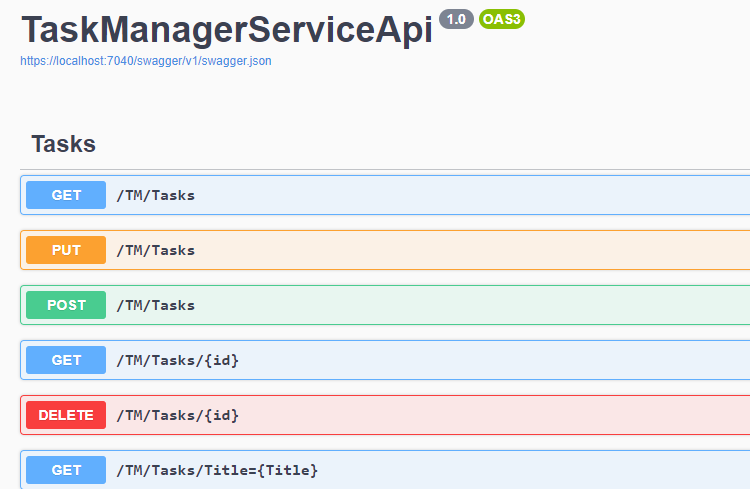 TaskManagerServiceApi 1.0 OAS3
https://localhost:7040/swagger/v1/swagger.json
Tasks
GET /TM/Tasks
PUT /TM/Tasks
POST /TM/Tasks
GET /TM/Tasks/{id}
DELETE /TM/Tasks/{id}
GET /TM/Tasks/Title={Title}